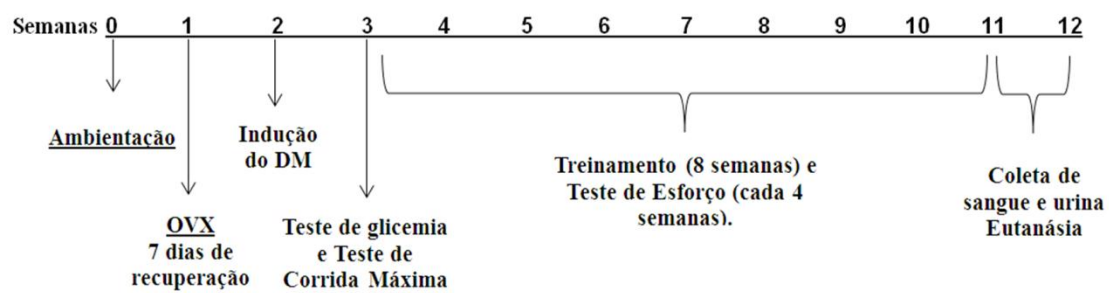 Semanas 0 1 2 3 4 5 6 7 8 9 10 11 12
Ambientação
OVX
7 dias de
recuperação
Indução
do DM
Teste de glicemia
e Teste de
Corrida Máxima
Treinamento (8 semanas) e
Teste de Esforço (cada 4
semanas).
Coleta de
sangue e urina
Eutanásia